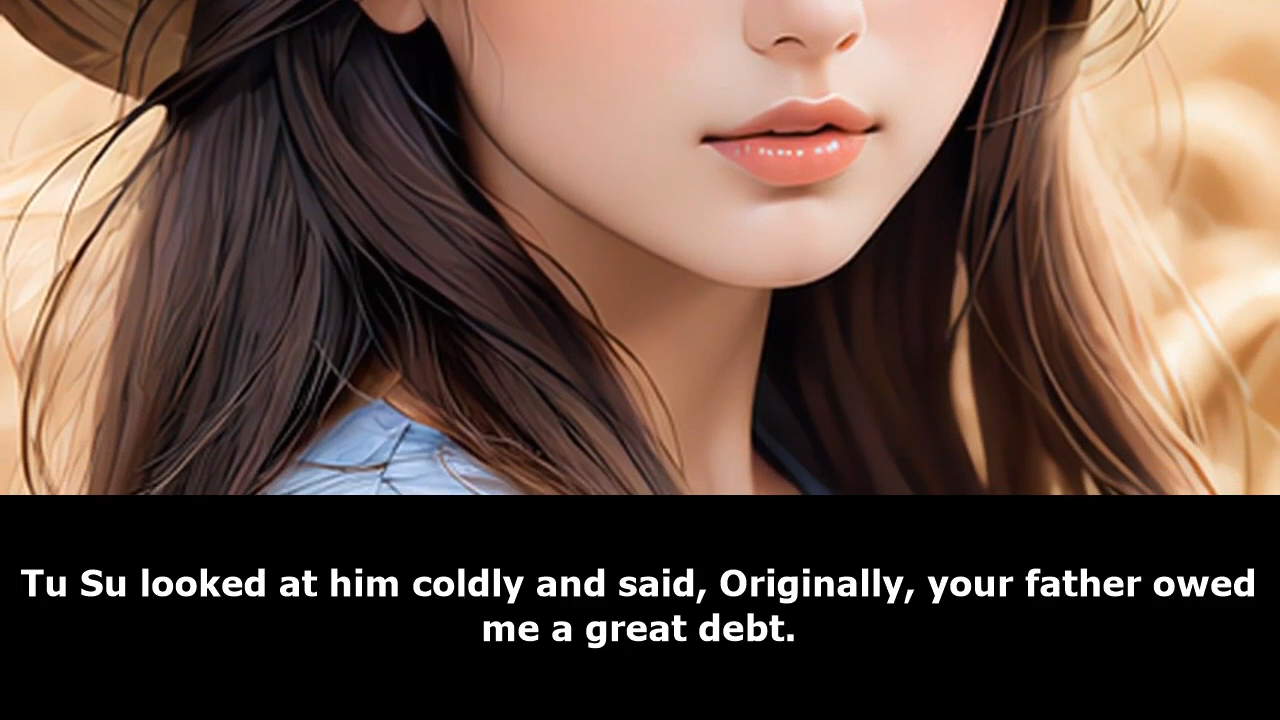 Tu Su looked at him coldly and said, Originally, your father owed
me a great debt.